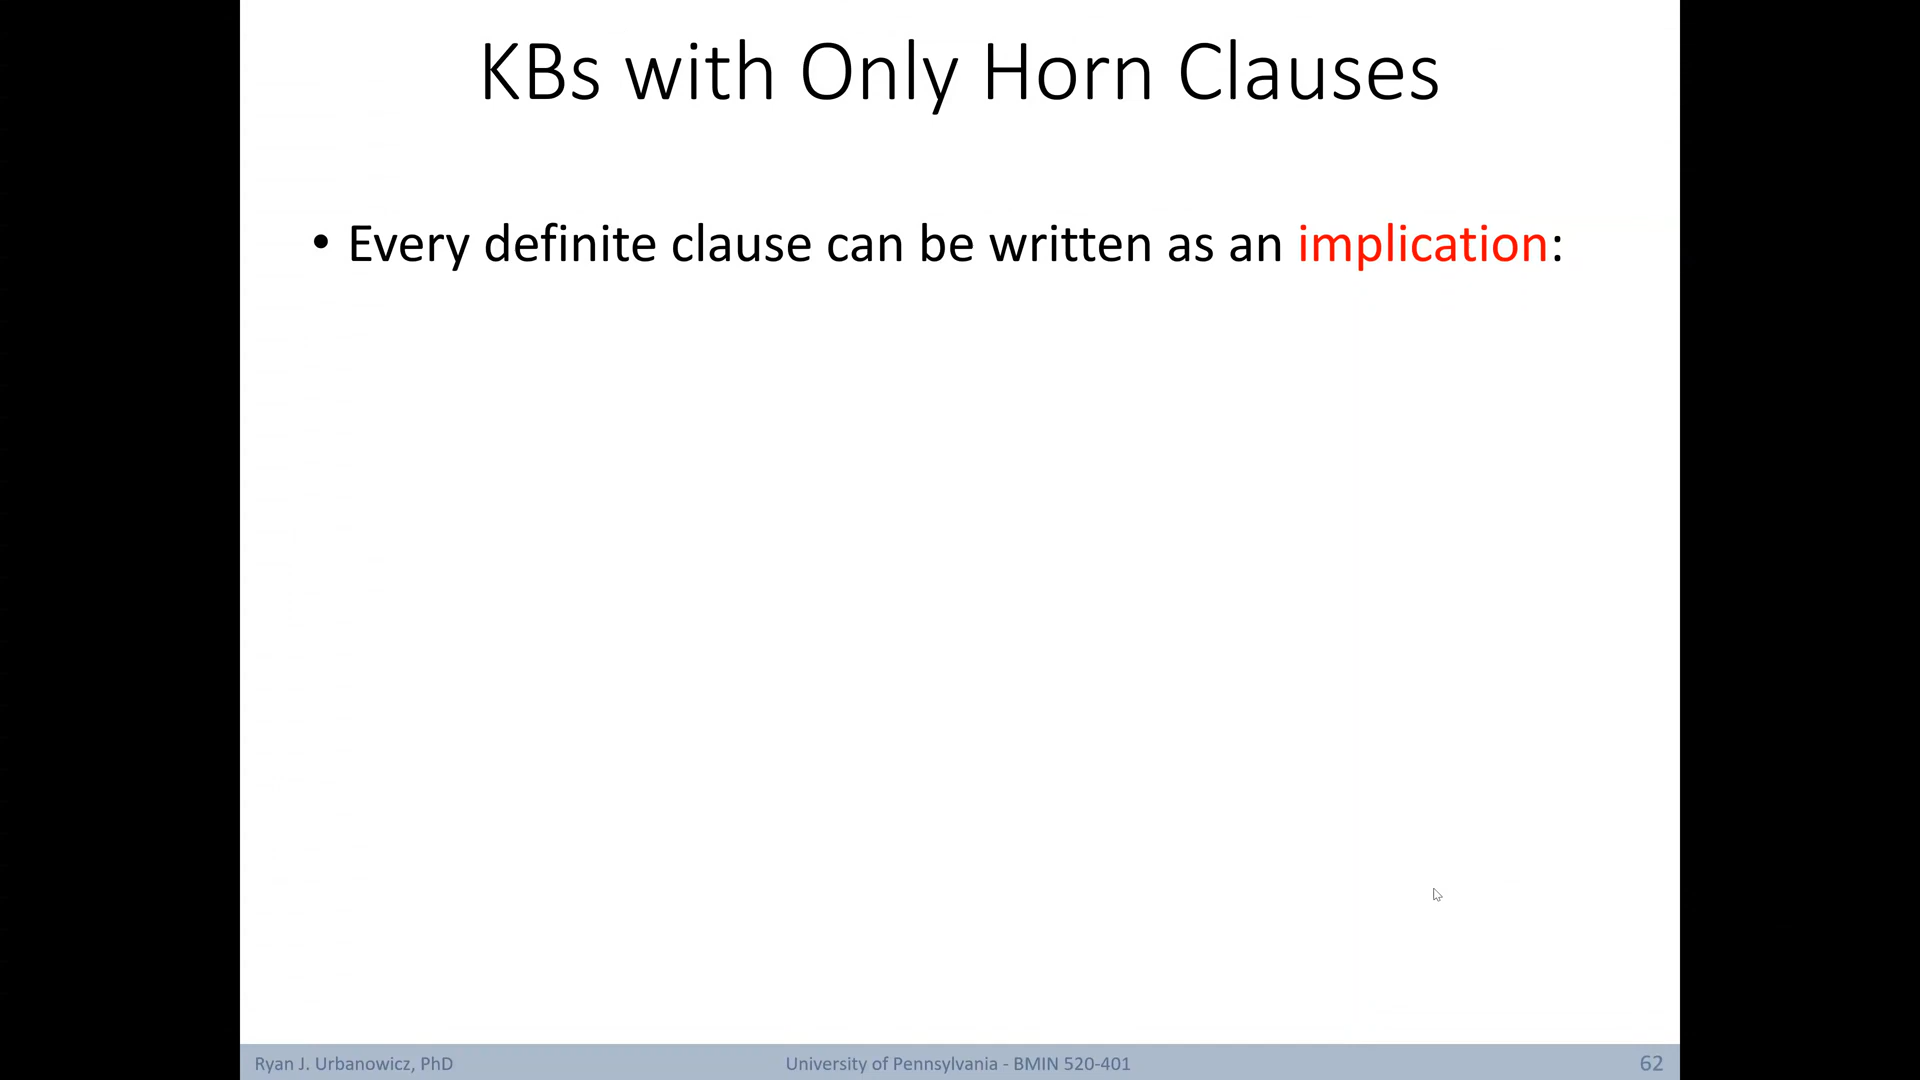 KBs with Only Horn Clauses
• Every definite clause can be written as an implication:
Ryan J. Urbanowicz, PhD
University of Pennsylvania - BMIN 520-401
62